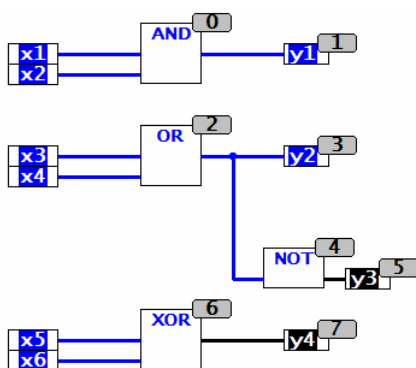 AND 0
x1 y1 1
x2
OR 2
x3 y2 3
x4
NOT 4
y3 5
XOR 6
x5 y4 7
x6